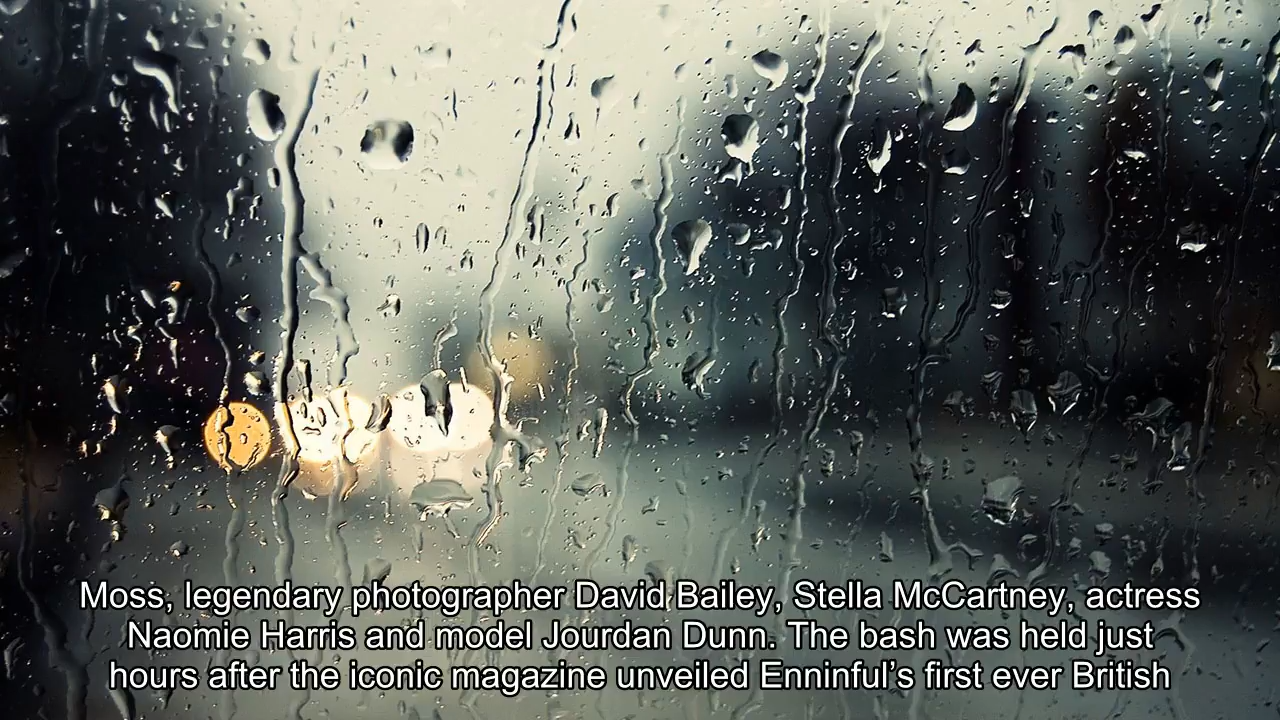 Moss, legendary photographer David Bailey, Stella McCartney, actress
Naomie Harris and model Jourdan Dunn. The bash was held just
hours after the iconic magazine unveiled Enninful’s first ever British